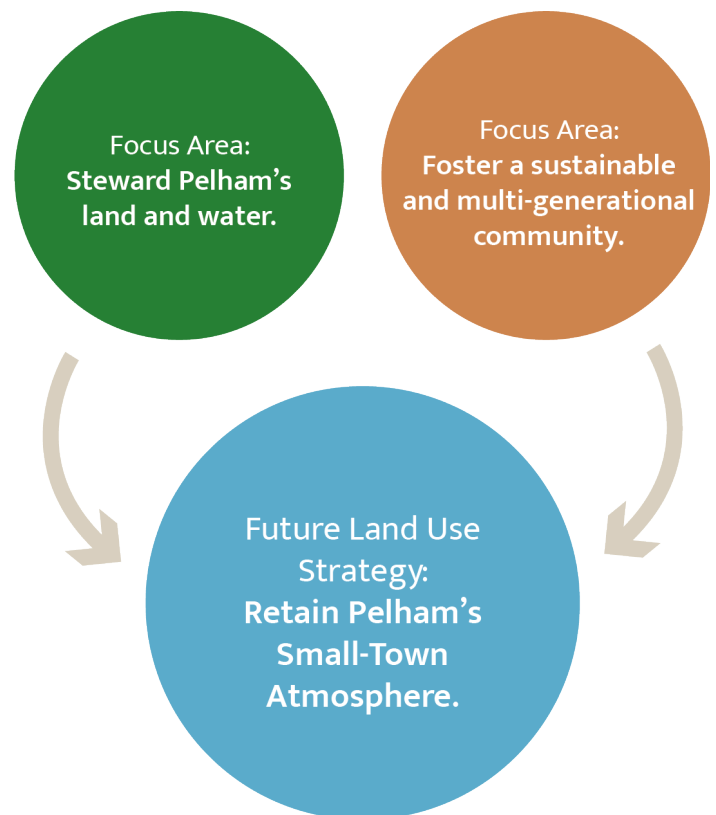 Focus Area:
Steward Pelham’s
land and water.
Focus Area:
Foster a sustainable
and multi-generational
community.
Future Land Use
Strategy:
Retain Pelham’s
Small-Town
Atmosphere.